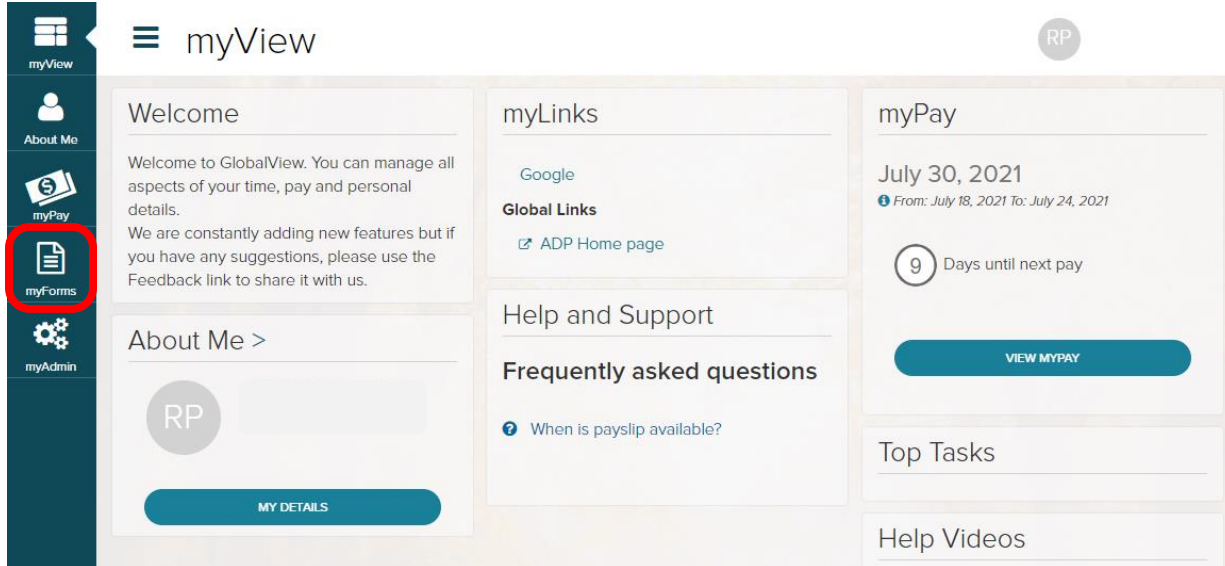 myView
About Me
myPay
myForms
myAdmin
myView
RP
Welcome
Welcome to GlobalView. You can manage all
aspects of your time, pay and personal
details.
We are constantly adding new features but if
you have any suggestions, please use the
Feedback link to share it with us.
About Me >
RP
MY DETAILS
myLinks
Google
Global Links
ADP Home page
Help and Support
Frequently asked questions
When is payslip available?
myPay
July 30, 2021
From: July 18, 2021 To: July 24, 2021
9 Days until next pay
VIEW MYPAY
Top Tasks
Help Videos